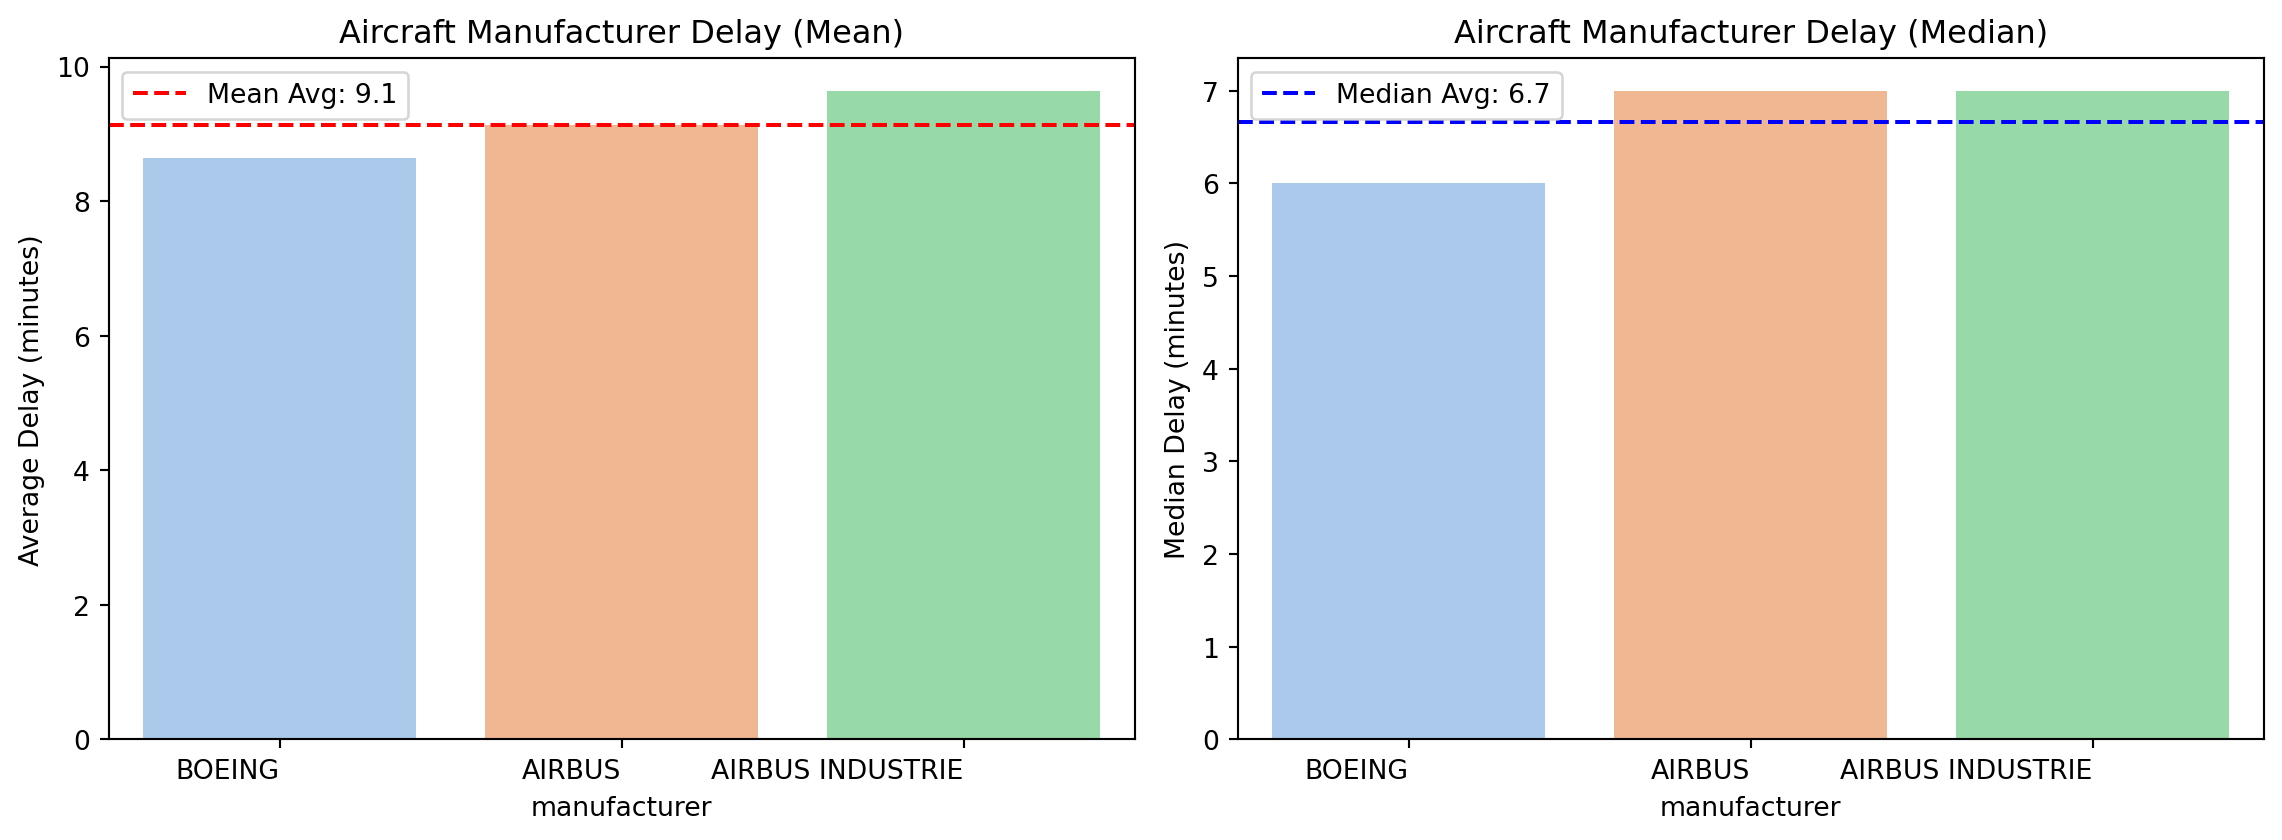 Aircraft Manufacturer Delay (Mean)
Mean Avg: 9.1
10
8
6
4
2
0
Average Delay (minutes)
BOEING
AIRBUS
AIRBUS INDUSTRIE
manufacturer
Aircraft Manufacturer Delay (Median)
Median Avg: 6.7
7
6
5
4
3
2
1
0
Median Delay (minutes)
BOEING
AIRBUS
AIRBUS INDUSTRIE
manufacturer